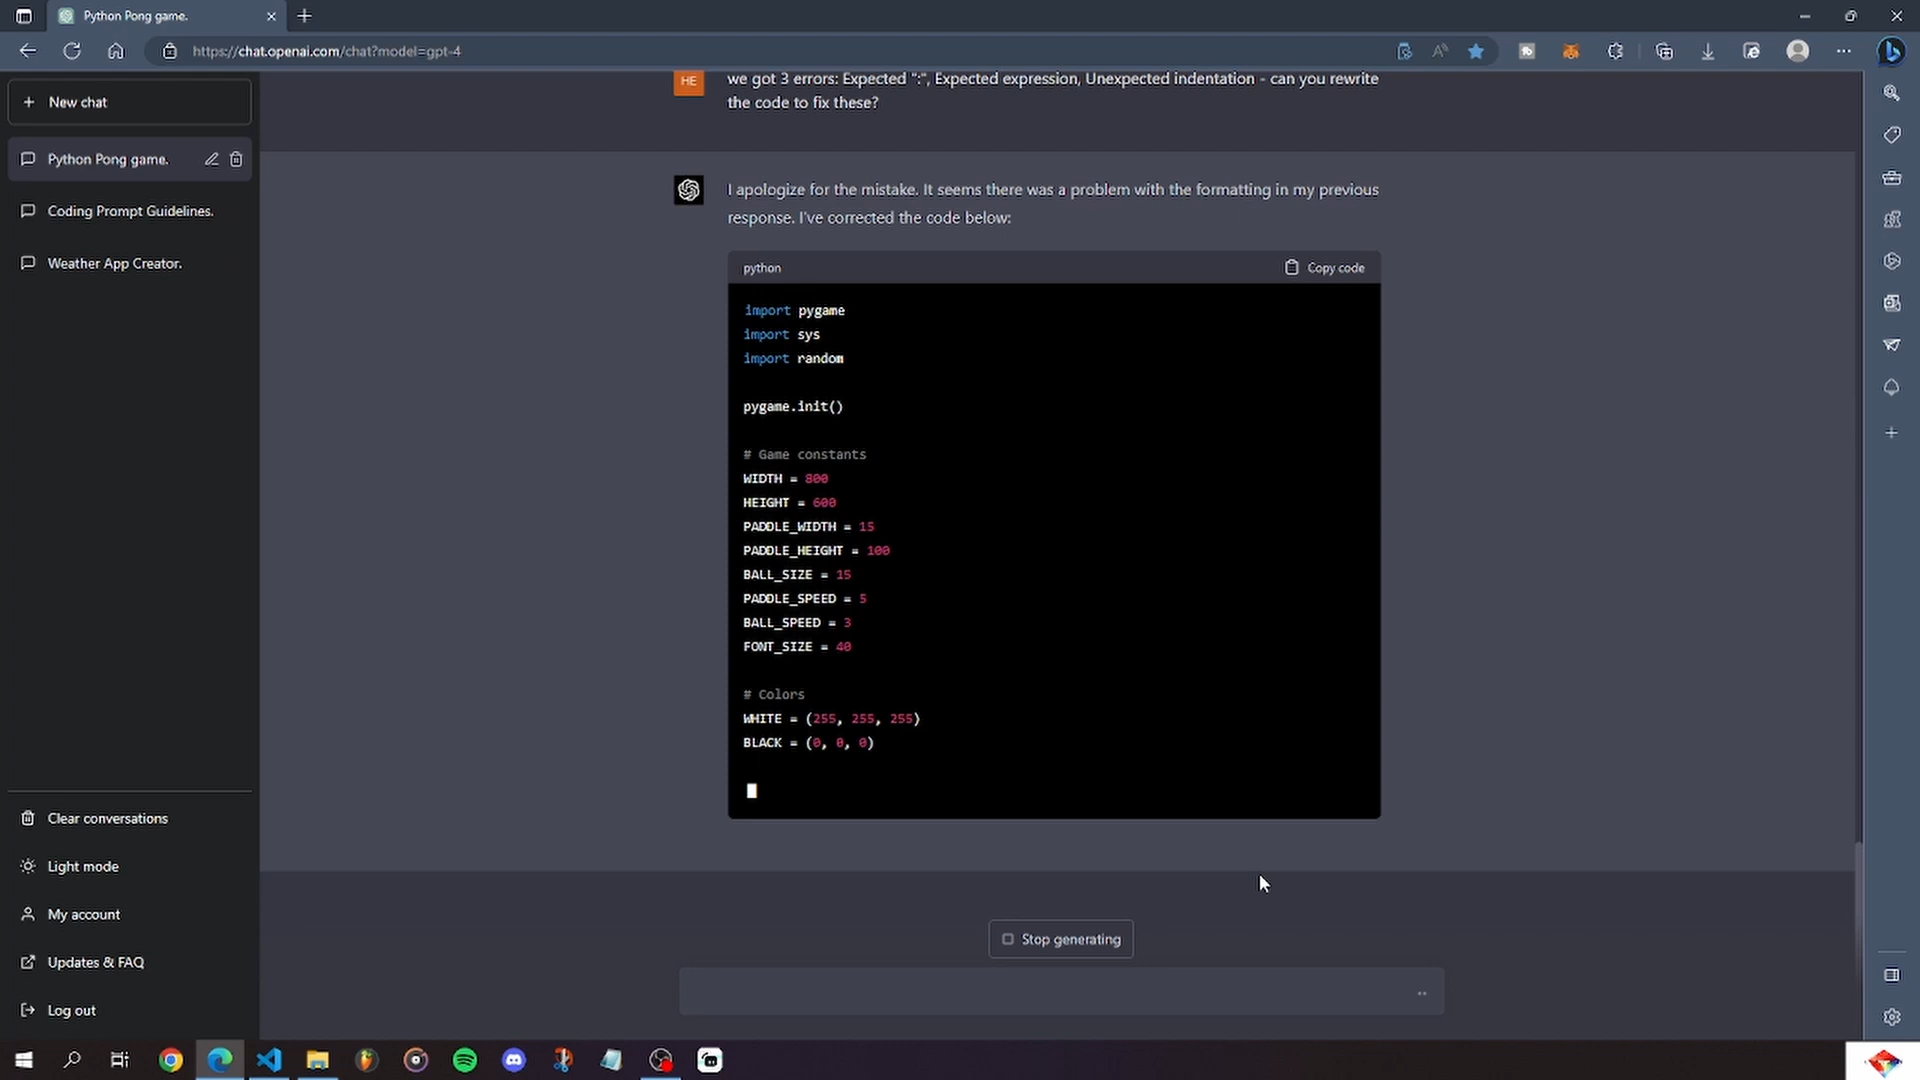 Python Pong game.
https://chat.openai.com/chat?model=gpt-4
New chat
Python Pong game.
Coding Prompt Guidelines.
Weather App Creator.
HE
we got 3 errors: Expected ":", Expected expression, Unexpected indentation - can you rewrite
the code to fix these?
I apologize for the mistake. It seems there was a problem with the formatting in my previous
response. I've corrected the code below:
python
Copy code
import pygame
import sys
import random
pygame.init()
# Game constants
WIDTH = 800
HEIGHT = 600
PADDLE_WIDTH = 15
PADDLE_HEIGHT = 100
BALL_SIZE = 15
PADDLE_SPEED = 5
BALL_SPEED = 3
FONT_SIZE = 40
# Colors
WHITE = (255, 255, 255)
BLACK = (0, 0, 0)
Stop generating
Clear conversations
Light mode
My account
Updates & FAQ
Log out